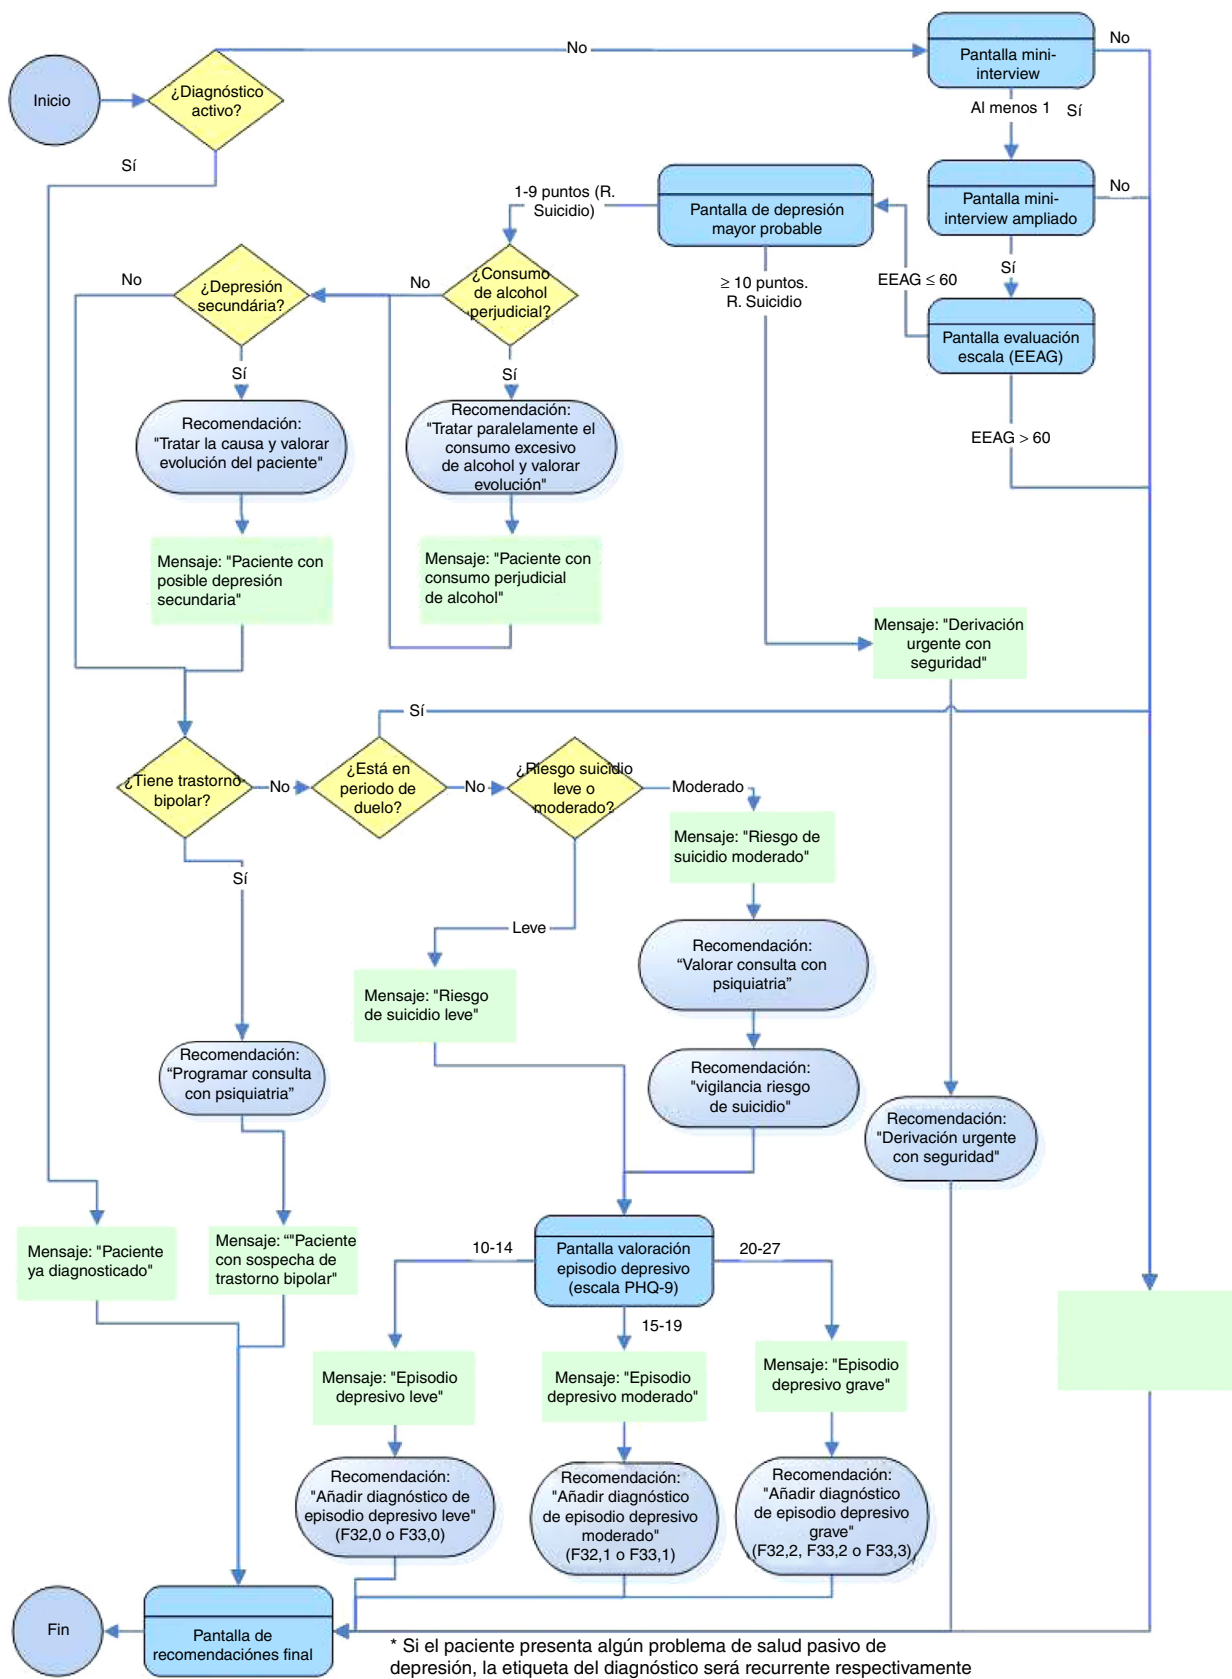 No
Pantalla mini-
interview
No
Inicio
¿Diagnóstico
activo?
Al menos 1 Sí
Sí
Pantalla mini-
interview ampliado
No
1-9 puntos (R.
Suicidio)
Pantalla de depresión
mayor probable
Sí
EEAG ≤ 60
≥ 10 puntos.
R. Suicidio
Pantalla evaluación
escala (EEAG)
EEAG > 60
No
¿Depresión
secundária?
No
¿Consumo
de alcohol
perjudicial?
Sí
Sí
Recomendación:
"Tratar la causa y valorar
evolución del paciente"
Recomendación:
"Tratar paralelamente el
consumo excesivo
de alcohol y valorar
evolución"
Mensaje: "Paciente con
posible depresión
secundaria"
Mensaje: "Paciente con
consumo perjudicial
de alcohol"
Mensaje: "Derivación
urgente con
seguridad"
Sí
¿Tiene trastorno
bipolar?
No
¿Está en
periodo de
duelo?
No
¿Riesgo suicidio
leve o
moderado?
Moderado
Mensaje: "Riesgo de
suicidio moderado"
Sí
Leve
Recomendación:
“Valorar consulta con
psiquiatria”
Mensaje: "Riesgo
de suicidio leve"
Recomendación:
“Programar consulta
con psiquiatria”
Recomendación:
"vigilancia riesgo
de suicidio"
Recomendación:
"Derivación urgente
con seguridad"
Mensaje: "Paciente
ya diagnosticado"
Mensaje: ““Paciente
con sospecha de
trastorno bipolar"
10-14
Pantalla valoración
episodio depresivo
(escala PHQ-9)
20-27
15-19
Mensaje: "Episodio
depresivo leve"
Mensaje: "Episodio
depresivo moderado"
Mensaje: "Episodio
depresivo grave"
Recomendación:
"Añadir diagnóstico de
episodio depresivo leve"
(F32,0 o F33,0)
Recomendación:
"Añadir diagnóstico
de episodio depresivo
moderado"
(F32,1 o F33,1)
Recomendación:
"Añadir diagnóstico
de episodio depresivo
grave"
(F32,2, F33,2 o F33,3)
Fin
Pantalla de
recomendaciónes final
* Si el paciente presenta algún problema de salud pasivo de
depresión, la etiqueta del diagnóstico será recurrente respectivamente